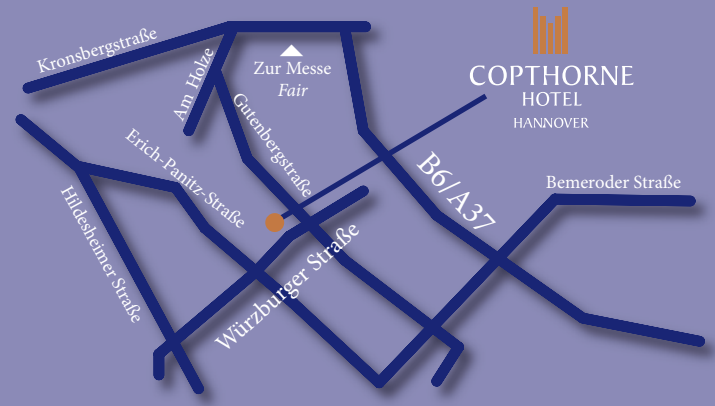 Kronsbergstraße
Am Holze
Zur Messe
Fair
COPTHORNE
HOTEL
HANNOVER
Gutenbergstraße
Erich-Panitz-Straße
B6/A37
Bemeroder Straße
Hildesheimer Straße
Würzburger Straße